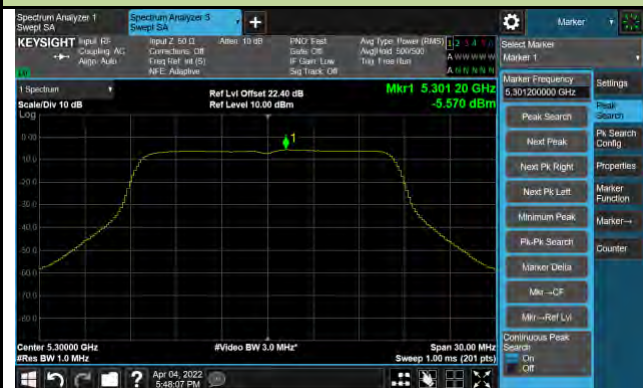 Spectrum Analyzer 1
Swept SA
Spectrum Analyzer 3
Swept SA
+
Marker
KEYSIGHT
Input: RF
Coupling: AC
Align: Auto
Input Z: 50 Ω
Corrections: Off
Freq Ref: Int (S)
NFE: Adaptive
Atten: 10 dB
PNO: Fast
Gate: Off
IF Gain: Low
Sig Track: Off
Avg Type: Power (RMS)
Avg|Hold: 500/500
Trig: Free Run
1 2 3 4 5 6
A W W W W W
A N N N N N
Select Marker
Marker 1
1 Spectrum
Scale/Div 10 dB
Log
Ref Lvl Offset 22.40 dB
Ref Level 10.00 dBm
Mkr1 5.301 20 GHz
-5.570 dBm
1
0.00
-10.0
-20.0
-30.0
-40.0
-50.0
-60.0
-70.0
-80.0
Center 5.30000 GHz
#Res BW 1.0 MHz
#Video BW 3.0 MHz*
Span 30.00 MHz
Sweep 1.00 ms (201 pts)
Marker Frequency
5.301200000 GHz
Peak Search
Next Peak
Next Pk Right
Next Pk Left
Minimum Peak
Pk-Pk Search
Marker Delta
Mkr→CF
Mkr→Ref Lvl
Continuous Peak
Search
On
Off
Settings
Peak
Search
Pk Search
Config
Properties
Marker
Function
Marker→
Counter
?
Apr 04, 2022
5:48:07 PM